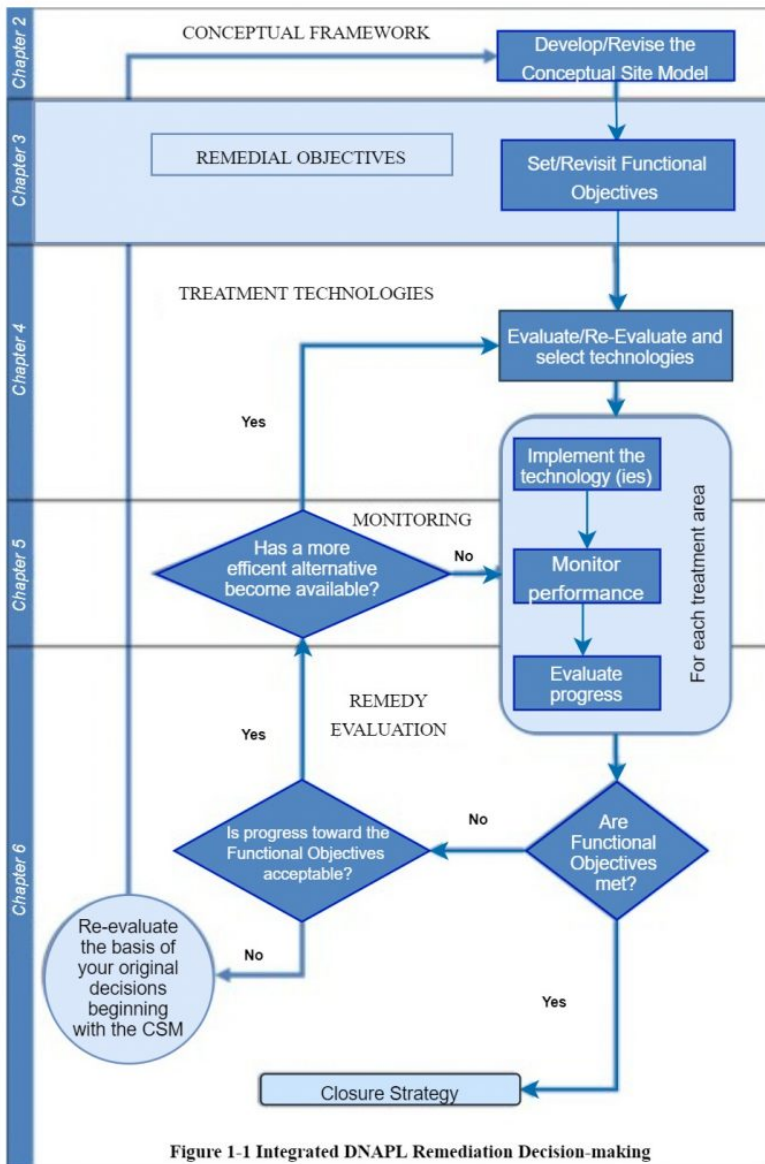 Chapter 2
CONCEPTUAL FRAMEWORK
Develop/Revise the
Conceptual Site Model
Chapter 3
REMEDIAL OBJECTIVES
Set/Revisit Functional
Objectives
Chapter 4
TREATMENT TECHNOLOGIES
Evaluate/Re-Evaluate and
select technologies
Yes
Implement the
technology (ies)
For each treatment area
Chapter 5
MONITORING
Has a more
efficent alternative
become available?
No
Monitor
performance
Evaluate
progress
Chapter 6
REMEDY
EVALUATION
Yes
Is progress toward the
Functional Objectives
acceptable?
No
Are
Functional
Objectives
met?
No
Re-evaluate
the basis of
your original
decisions
beginning
with the CSM
Yes
Closure Strategy
Figure 1-1 Integrated DNAPL Remediation Decision-making